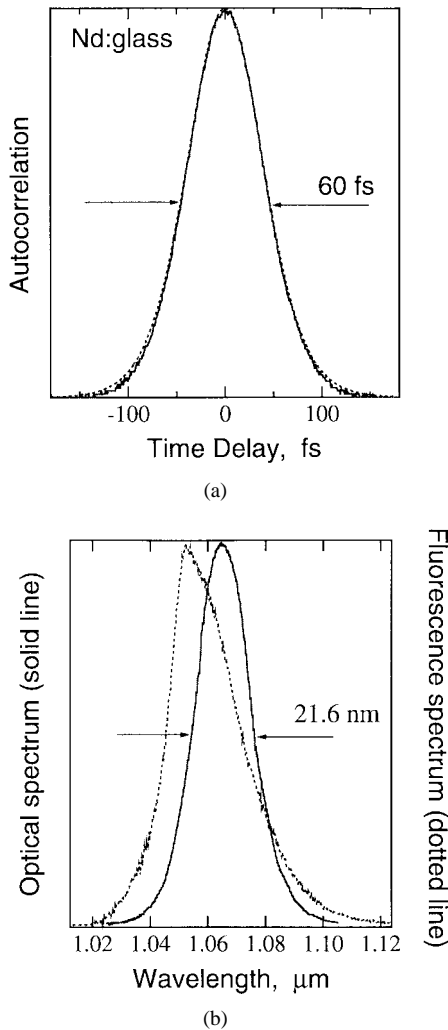 Nd:glass
60 fs
Autocorrelation
-100
0
100
Time Delay, fs
(a)
Optical spectrum (solid line)
Fluorescence spectrum (dotted line)
21.6 nm
1.02 1.04 1.06 1.08 1.10 1.12
Wavelength, μm
(b)